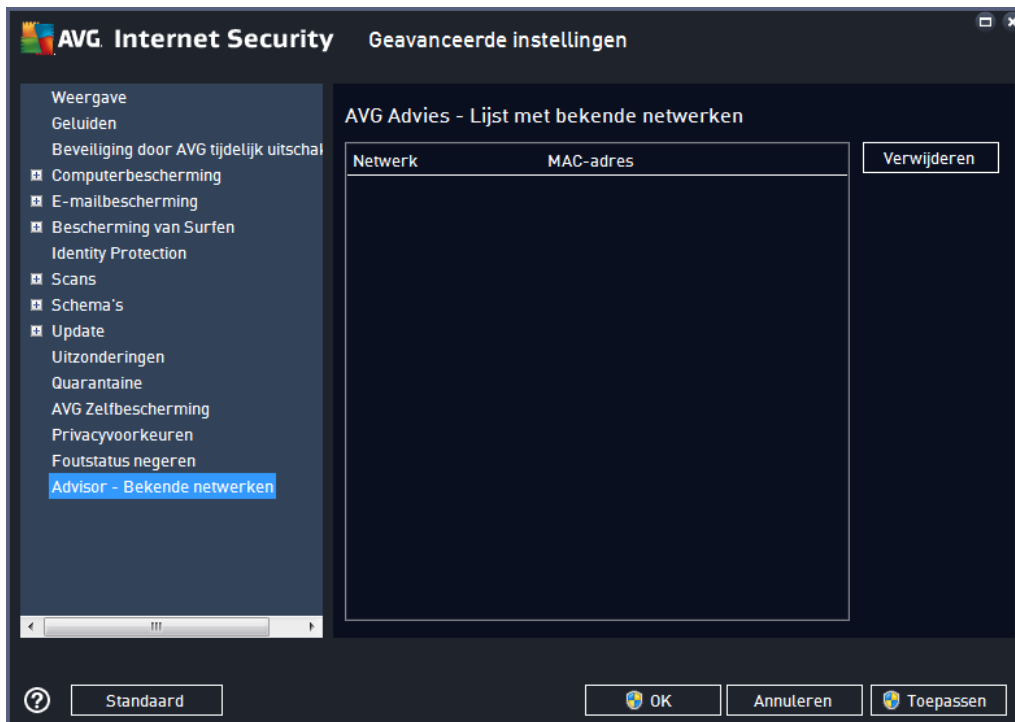 AVG. Internet Security Geavanceerde instellingen
Weergave
Geluiden
Beveiliging door AVG tijdelijk uitschak
Computerbescherming
E-mailbescherming
Bescherming van Surfen
Identity Protection
Scans
Schema's
Update
Uitzonderingen
Quarantaine
AVG Zelfbescherming
Privacyvoorkeuren
Foutstatus negeren
Advisor - Bekende netwerken
AVG Advies - Lijst met bekende netwerken
Netwerk MAC-adres
Verwijderen
Standaard
OK
Annuleren
Toepassen